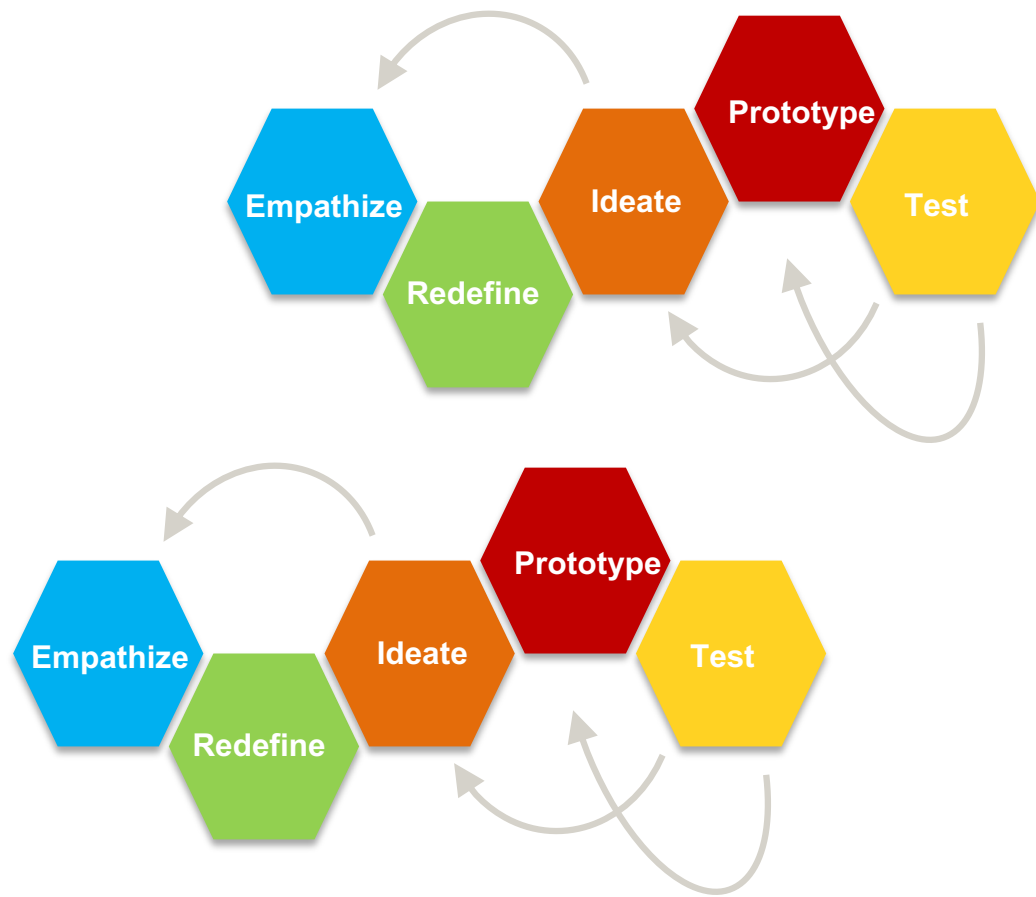 Empathize
Redefine
Ideate
Prototype
Test
Empathize
Redefine
Ideate
Prototype
Test